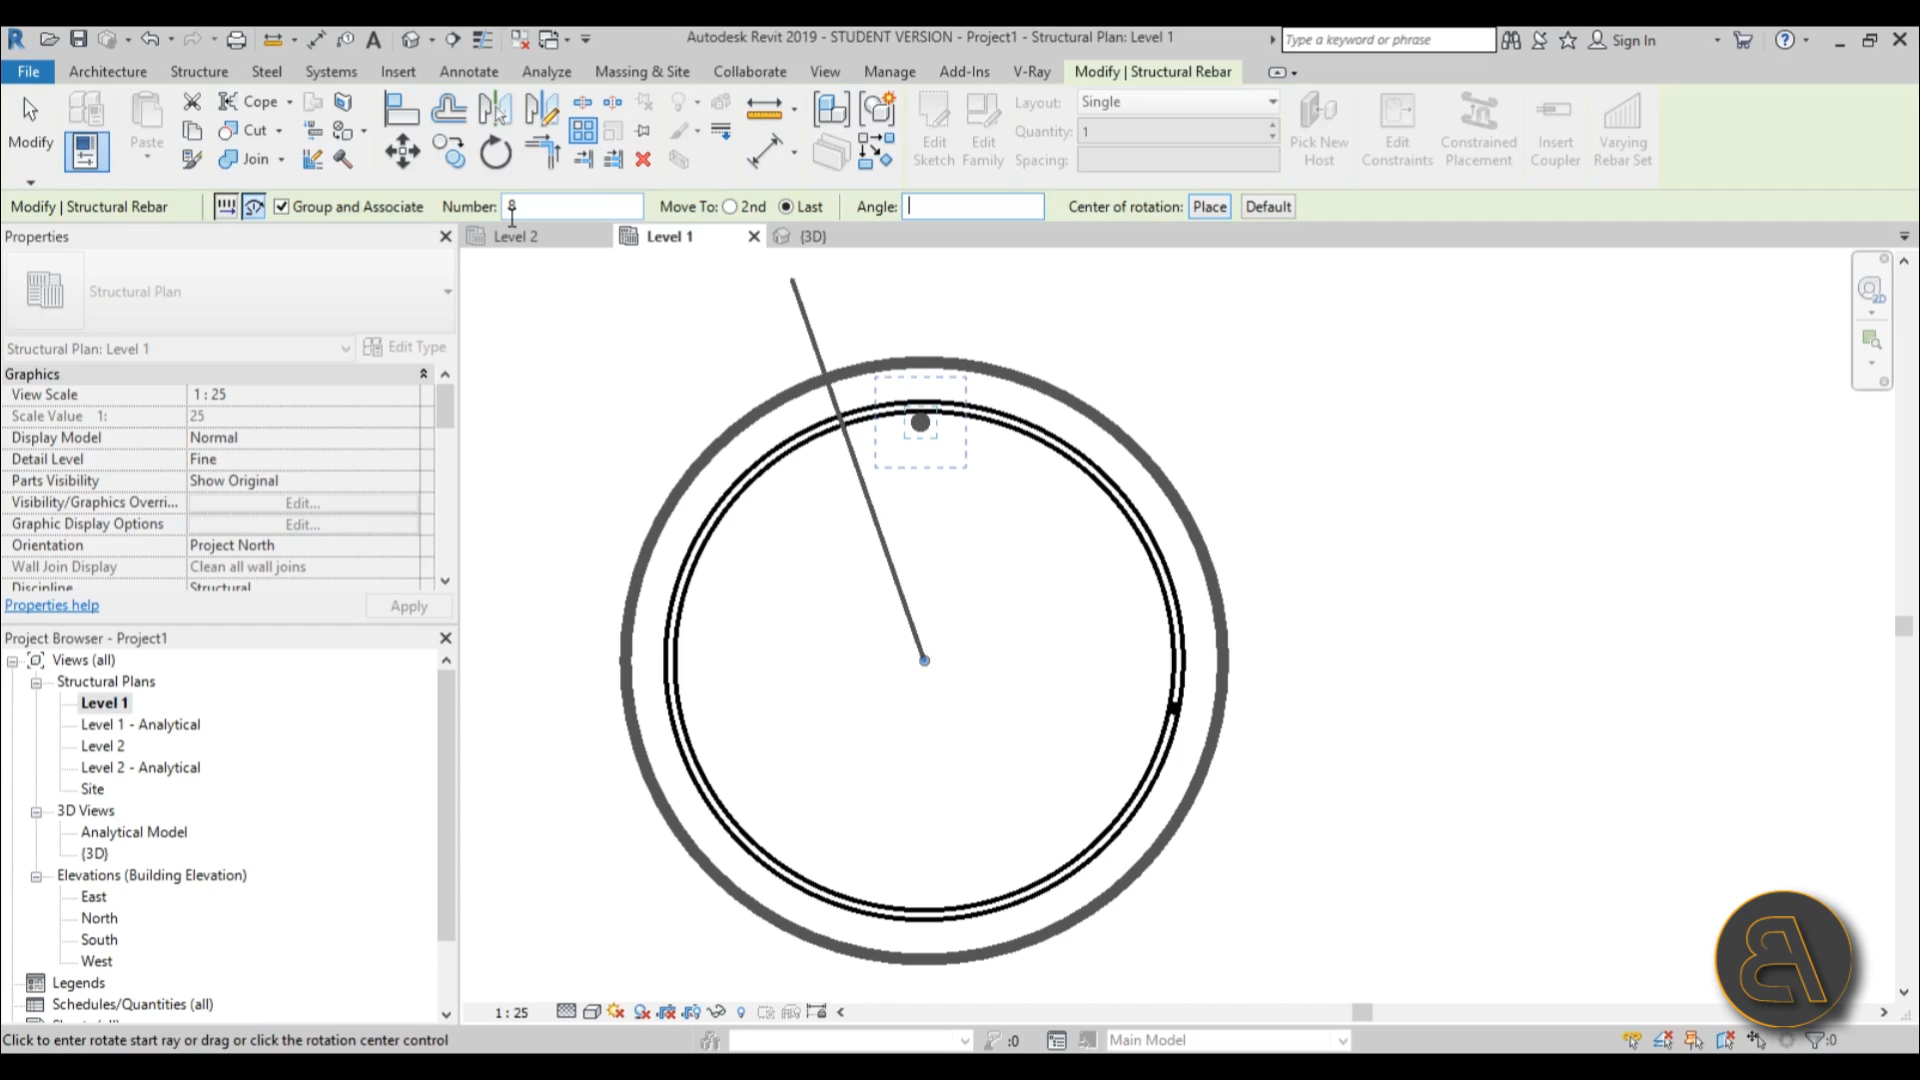 Autodesk Revit 2019 - STUDENT VERSION - Project1 - Structural Plan: Level 1
Type a keyword or phrase
Sign In
File Architecture Structure Steel Systems Insert Annotate Analyze Massing & Site Collaborate View Manage Add-Ins V-Ray Modify | Structural Rebar
Modify
Paste
Cope
Cut
Join
Edit Sketch
Edit Family
Layout: Single
Quantity: 1
Spacing:
Pick New Host
Edit Constraints
Constrained Placement
Insert Coupler
Varying Rebar Set
Modify | Structural Rebar Group and Associate Number: 8 Move To: 2nd Last Angle: Center of rotation: Place Default
Properties
Level 2 Level 1 {3D}
Structural Plan
Structural Plan: Level 1 Edit Type
Graphics
View Scale 1 : 25
Scale Value 1: 25
Display Model Normal
Detail Level Fine
Parts Visibility Show Original
Visibility/Graphics Overri... Edit...
Graphic Display Options Edit...
Orientation Project North
Wall Join Display Clean all wall joins
Discipline Structural
Properties help Apply
Project Browser - Project1
Views (all)
Structural Plans
Level 1
Level 1 - Analytical
Level 2
Level 2 - Analytical
Site
3D Views
Analytical Model
{3D}
Elevations (Building Elevation)
East
North
South
West
Legends
Schedules/Quantities (all)
2D
1 : 25
Click to enter rotate start ray or drag or click the rotation center control
:0
Main Model
:0